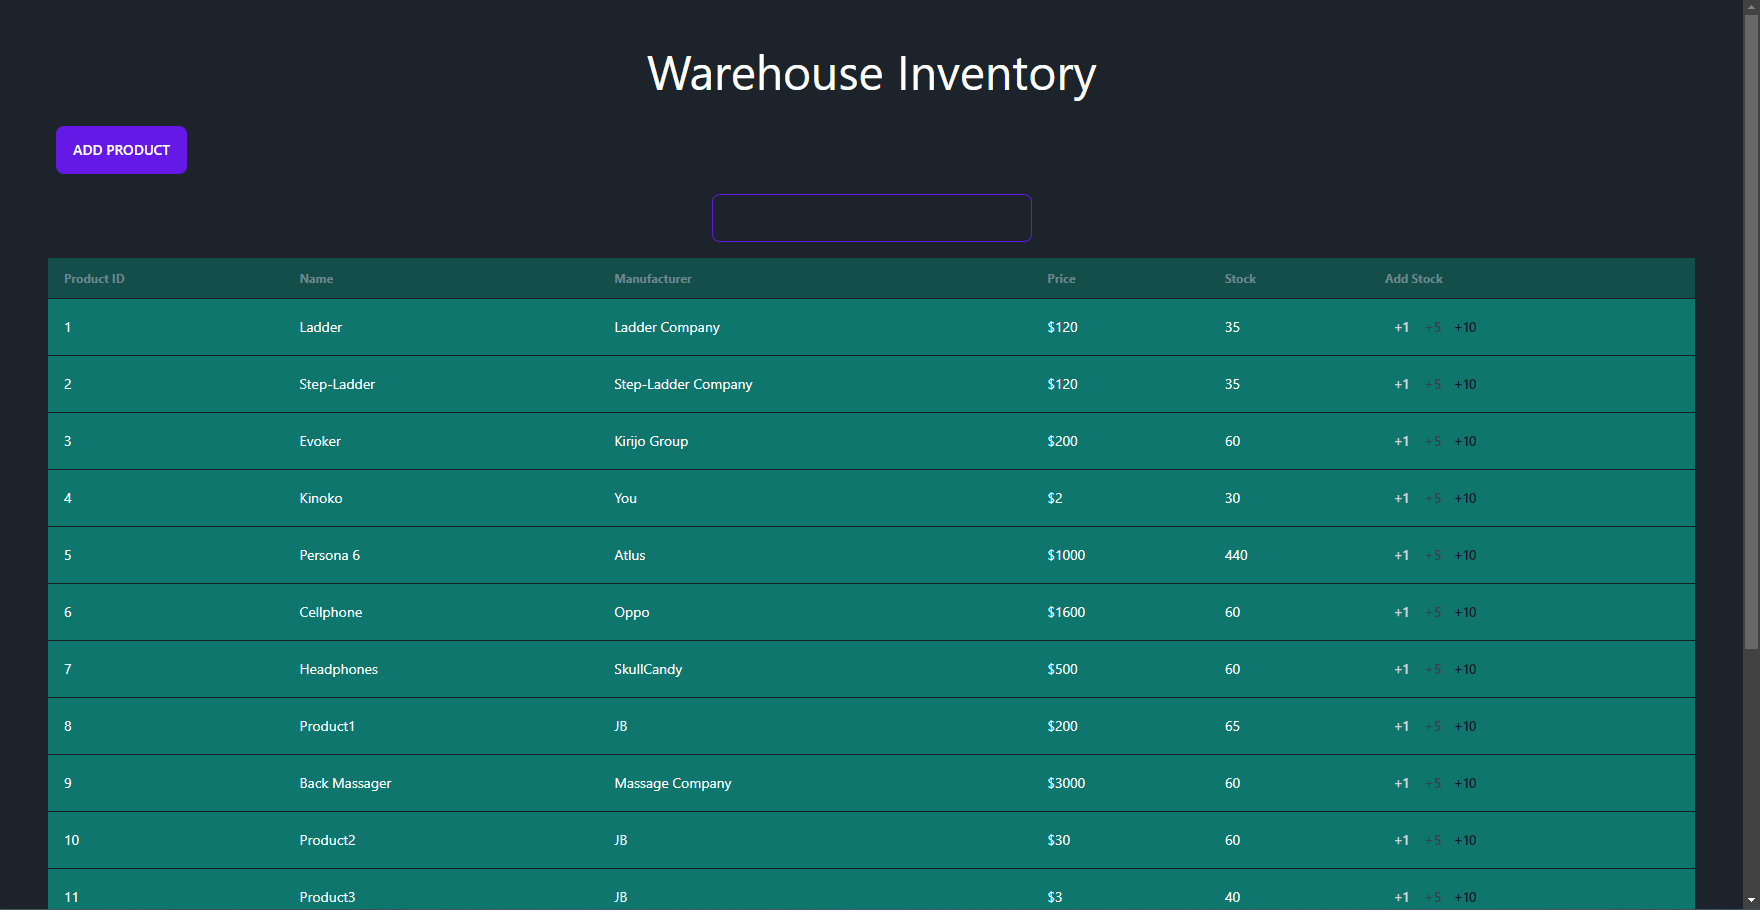 Warehouse Inventory
ADD PRODUCT
Product ID Name Manufacturer Price Stock Add Stock
1 Ladder Ladder Company $120 35 +1 +5 +10
2 Step-Ladder Step-Ladder Company $120 35 +1 +5 +10
3 Evoker Kirijo Group $200 60 +1 +5 +10
4 Kinoko You $2 30 +1 +5 +10
5 Persona 6 Atlus $1000 440 +1 +5 +10
6 Cellphone Oppo $1600 60 +1 +5 +10
7 Headphones SkullCandy $500 60 +1 +5 +10
8 Product1 JB $200 65 +1 +5 +10
9 Back Massager Massage Company $3000 60 +1 +5 +10
10 Product2 JB $30 60 +1 +5 +10
11 Product3 JB $3 40 +1 +5 +10